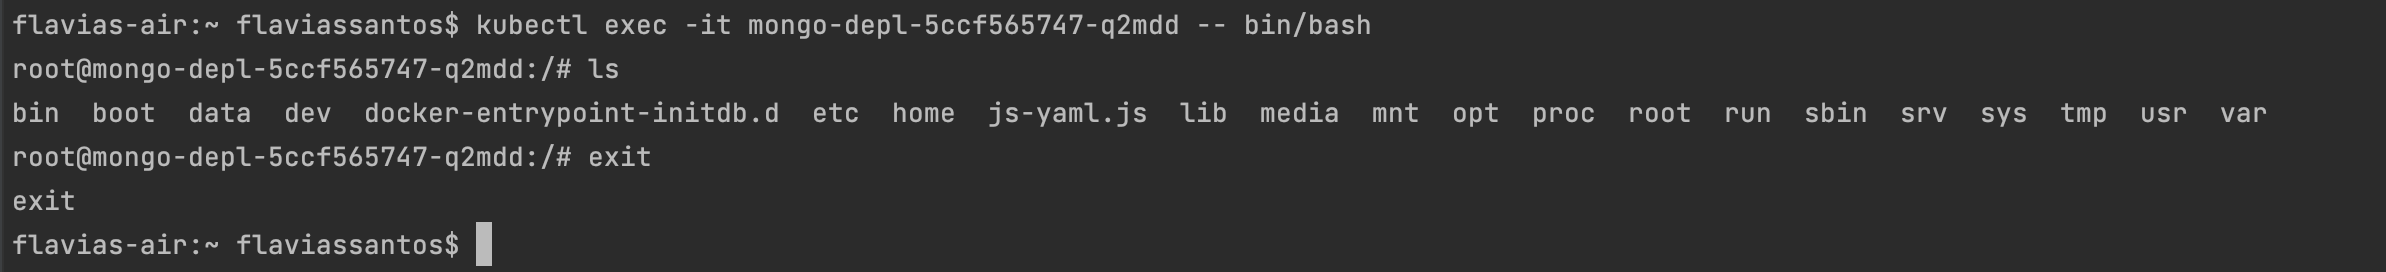 flavias-air:~ flaviassantos$ kubectl exec -it mongo-depl-5ccf565747-q2mdd -- bin/bash
root@mongo-depl-5ccf565747-q2mdd:/# ls
bin  boot  data  dev  docker-entrypoint-initdb.d  etc  home  js-yaml.js  lib  media  mnt  opt  proc  root  run  sbin  srv  sys  tmp  usr  var
root@mongo-depl-5ccf565747-q2mdd:/# exit
exit
flavias-air:~ flaviassantos$